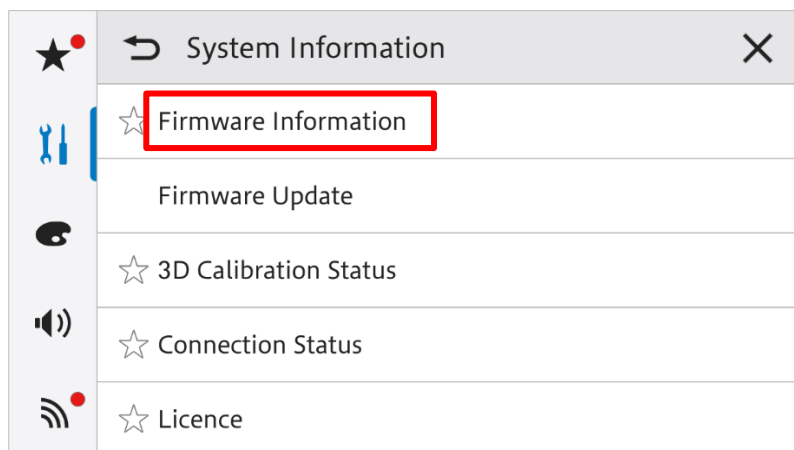 System Information
Firmware Information
Firmware Update
3D Calibration Status
Connection Status
Licence